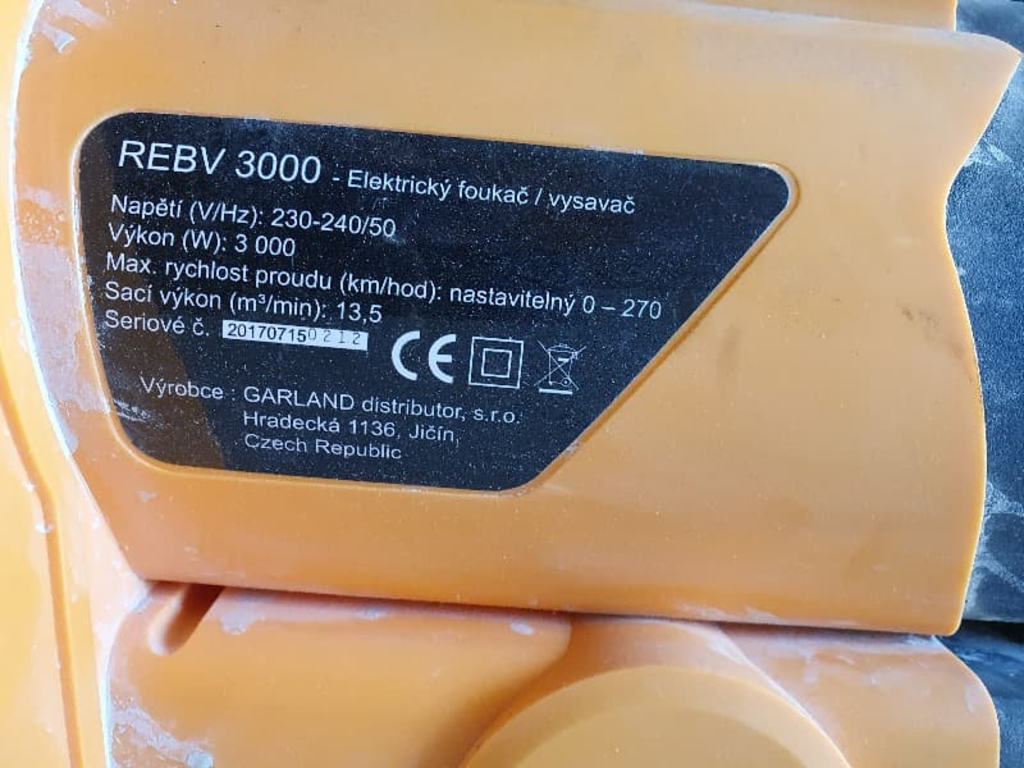 REBV 3000 - Elektrický foukač / vysavač
Napětí (V/Hz): 230-240/50
Výkon (W): 3 000
Max. rychlost proudu (km/hod): nastavitelný 0 – 270
Sací výkon (m³/min): 13,5
Seriové č. 201707150212
CE
Výrobce : GARLAND distributor, s.r.o.
Hradecká 1136, Jičín,
Czech Republic